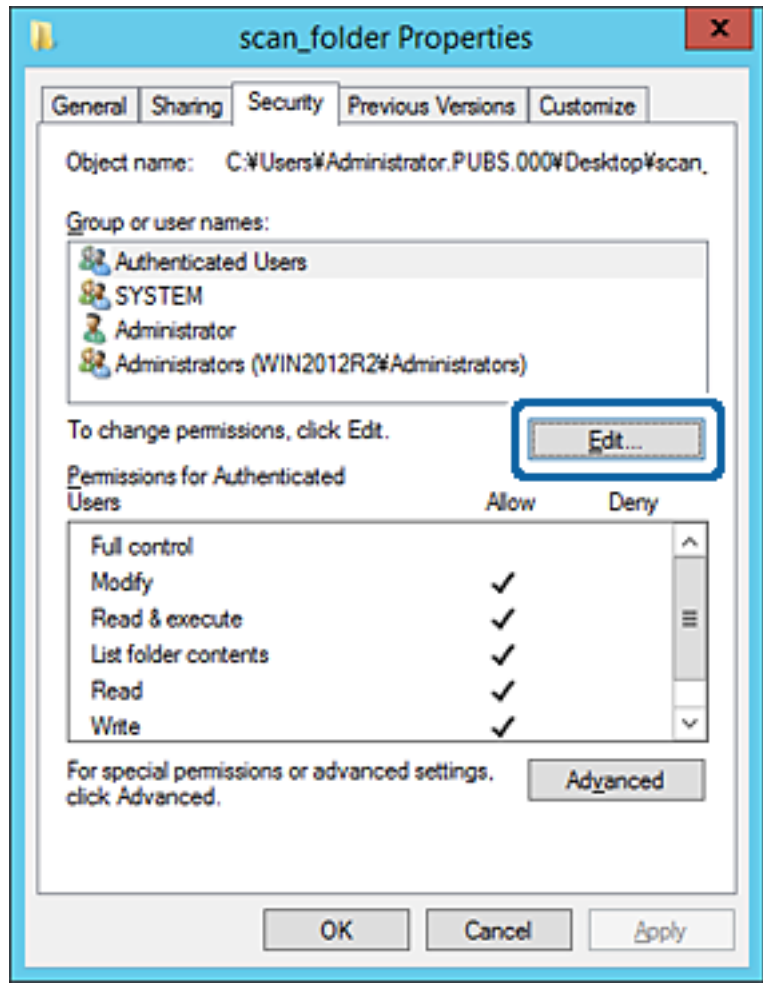 scan_folder Properties
General Sharing Security Previous Versions Customize
Object name: C:¥Users¥Administrator.PUBS.000¥Desktop¥scan_
Group or user names:
Authenticated Users
SYSTEM
Administrator
Administrators (WIN2012R2¥Administrators)
To change permissions, click Edit. Edit...
Permissions for Authenticated
Users Allow Deny
Full control
Modify
Read & execute
List folder contents
Read
Write
For special permissions or advanced settings, Advanced
click Advanced.
OK Cancel Apply